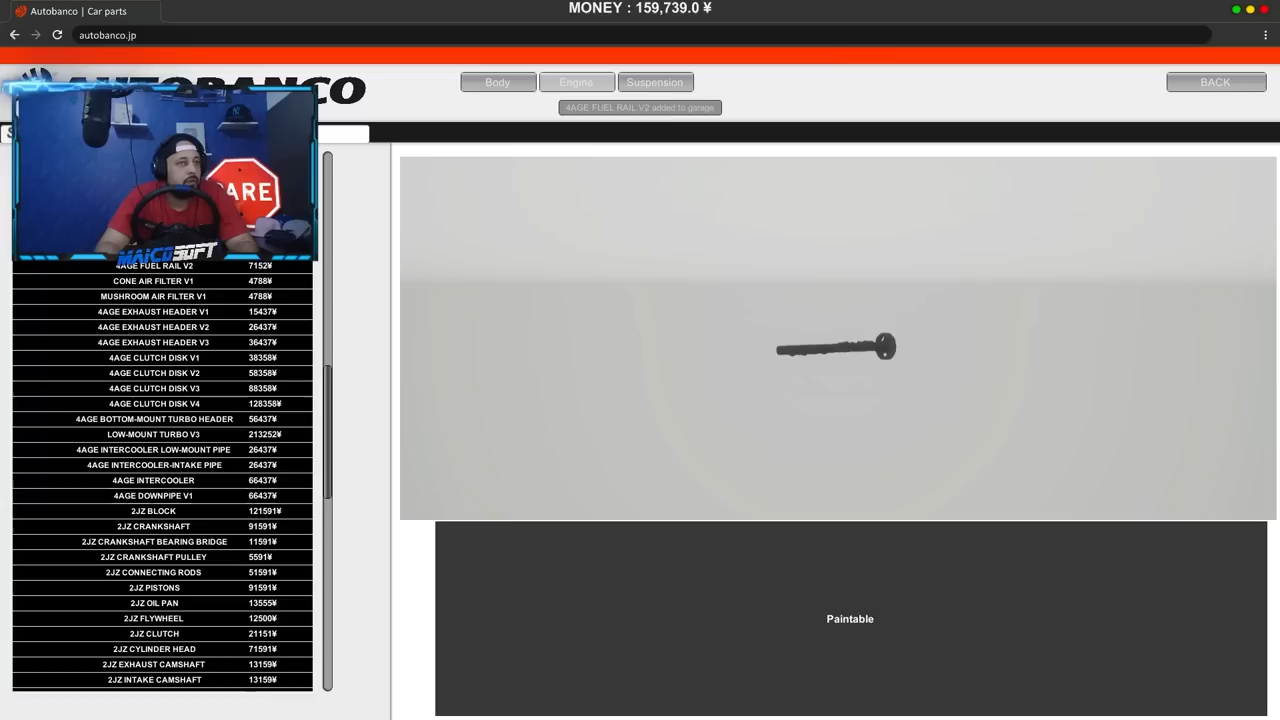 MONEY : 159,739.0 ¥
Autobanco | Car parts
autobanco.jp
Body
Engine
Suspension
BACK
4AGE FUEL RAIL V2 added to garage
4AGE FUEL RAIL V2 7152¥
CONE AIR FILTER V1 4788¥
MUSHROOM AIR FILTER V1 4788¥
4AGE EXHAUST HEADER V1 15437¥
4AGE EXHAUST HEADER V2 26437¥
4AGE EXHAUST HEADER V3 36437¥
4AGE CLUTCH DISK V1 38358¥
4AGE CLUTCH DISK V2 58358¥
4AGE CLUTCH DISK V3 88358¥
4AGE CLUTCH DISK V4 128358¥
4AGE BOTTOM-MOUNT TURBO HEADER 56437¥
LOW-MOUNT TURBO V3 213252¥
4AGE INTERCOOLER LOW-MOUNT PIPE 26437¥
4AGE INTERCOOLER-INTAKE PIPE 26437¥
4AGE INTERCOOLER 66437¥
4AGE DOWNPIPE V1 66437¥
2JZ BLOCK 121591¥
2JZ CRANKSHAFT 91591¥
2JZ CRANKSHAFT BEARING BRIDGE 11591¥
2JZ CRANKSHAFT PULLEY 5591¥
2JZ CONNECTING RODS 51591¥
2JZ PISTONS 91591¥
2JZ OIL PAN 13555¥
2JZ FLYWHEEL 12500¥
2JZ CLUTCH 21151¥
2JZ CYLINDER HEAD 71591¥
2JZ EXHAUST CAMSHAFT 13159¥
2JZ INTAKE CAMSHAFT 13159¥
Paintable
PARE
MAICOSOFT